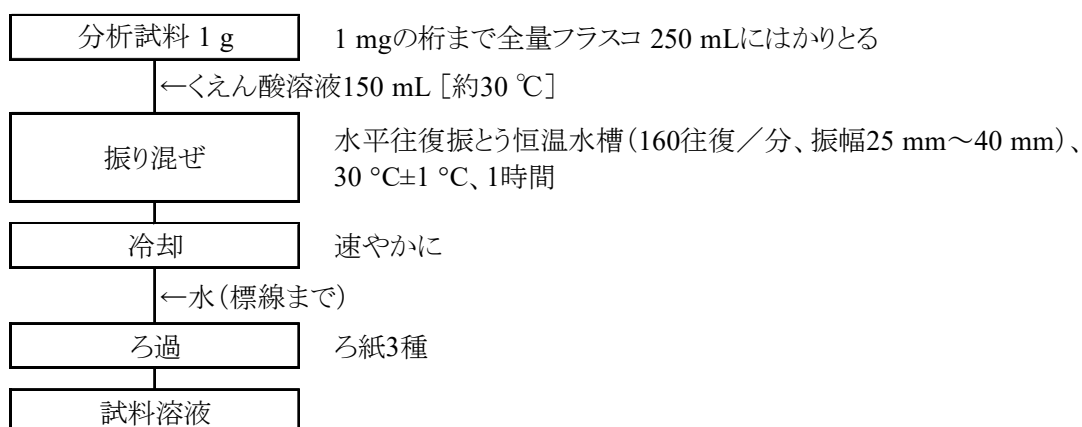 分析試料 1 g
1 mgの桁まで全量フラスコ 250 mLにはかりとる
←くえん酸溶液150 mL [約30 ℃]
振り混ぜ
水平往復振とう恒温水槽(160往復/分、振幅25 mm~40 mm)、
30 °C±1 °C、1時間
冷却
速やかに
←水(標線まで)
ろ過
ろ紙3種
試料溶液